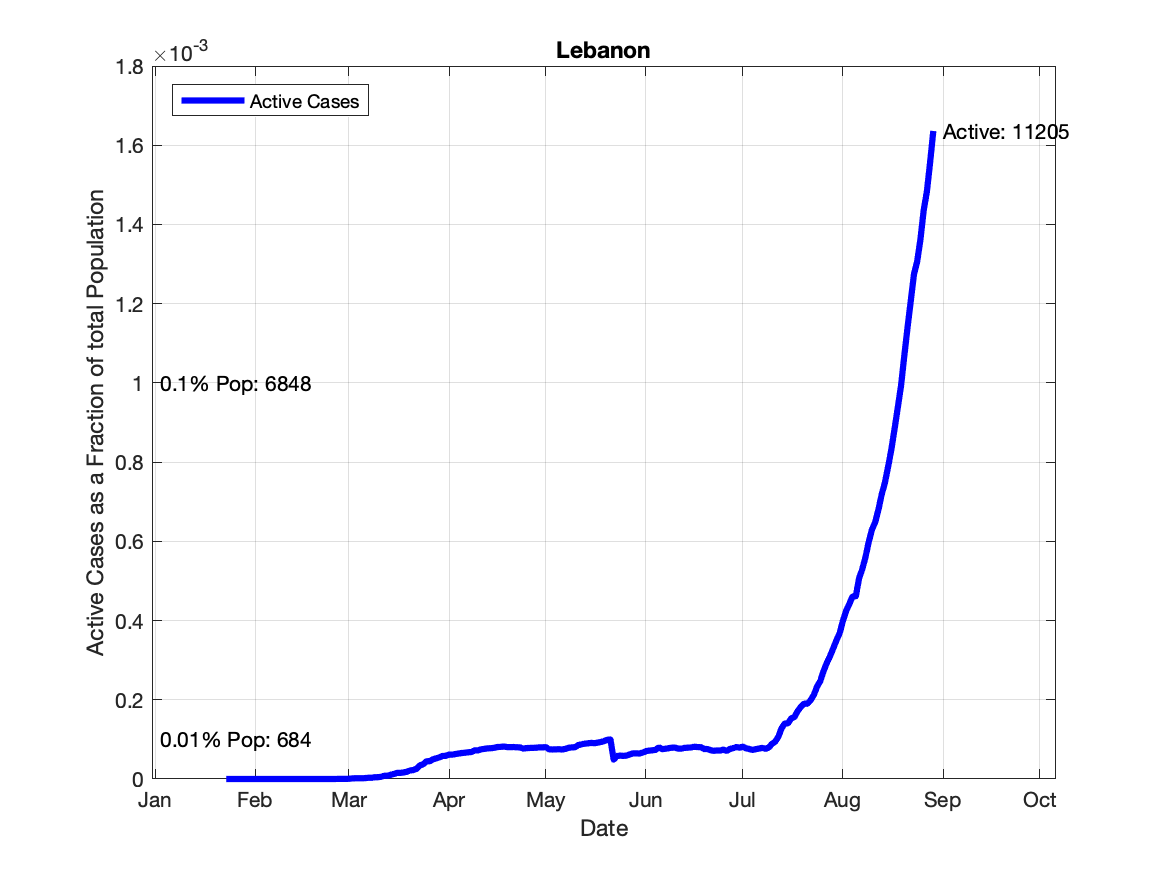 Lebanon
×10-3
1.8
1.6
1.4
1.2
1
0.8
0.6
0.4
0.2
0
Active Cases as a Fraction of total Population
Active Cases
Active: 11205
0.1% Pop: 6848
0.01% Pop: 684
Jan Feb Mar Apr May Jun Jul Aug Sep Oct
Date